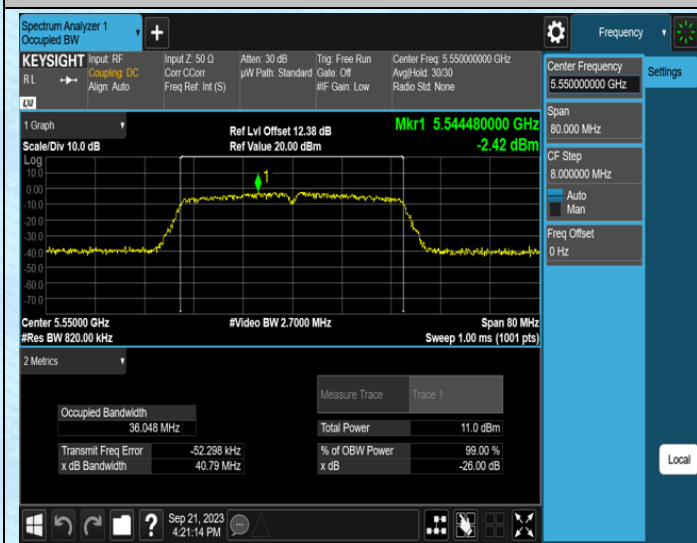 Spectrum Analyzer 1
Occupied BW
Frequency
KEYSIGHT
RL
LXI
Input: RF
Coupling: DC
Align: Auto
Input Z: 50 Ω
Corr CCorr
Freq Ref: Int (S)
Atten: 30 dB
µW Path: Standard
Trig: Free Run
Gate: Off
#IF Gain: Low
Center Freq: 5.550000000 GHz
Avg|Hold: 30/30
Radio Std: None
Center Frequency
5.550000000 GHz
Settings
Span
80.000 MHz
CF Step
8.000000 MHz
Auto
Man
Freq Offset
0 Hz
1 Graph
Scale/Div 10.0 dB
Ref Lvl Offset 12.38 dB
Ref Value 20.00 dBm
Mkr1 5.544480000 GHz
-2.42 dBm
Log
10.0
0.00
-10.0
-20.0
-30.0
-40.0
-50.0
-60.0
-70.0
1
Center 5.55000 GHz
#Res BW 820.00 kHz
#Video BW 2.7000 MHz
Span 80 MHz
Sweep 1.00 ms (1001 pts)
2 Metrics
Measure Trace
Trace 1
Occupied Bandwidth
36.048 MHz
Total Power
11.0 dBm
Transmit Freq Error
-52.298 kHz
% of OBW Power
99.00 %
x dB Bandwidth
40.79 MHz
x dB
-26.00 dB
Local
?
Sep 21, 2023
4:21:14 PM